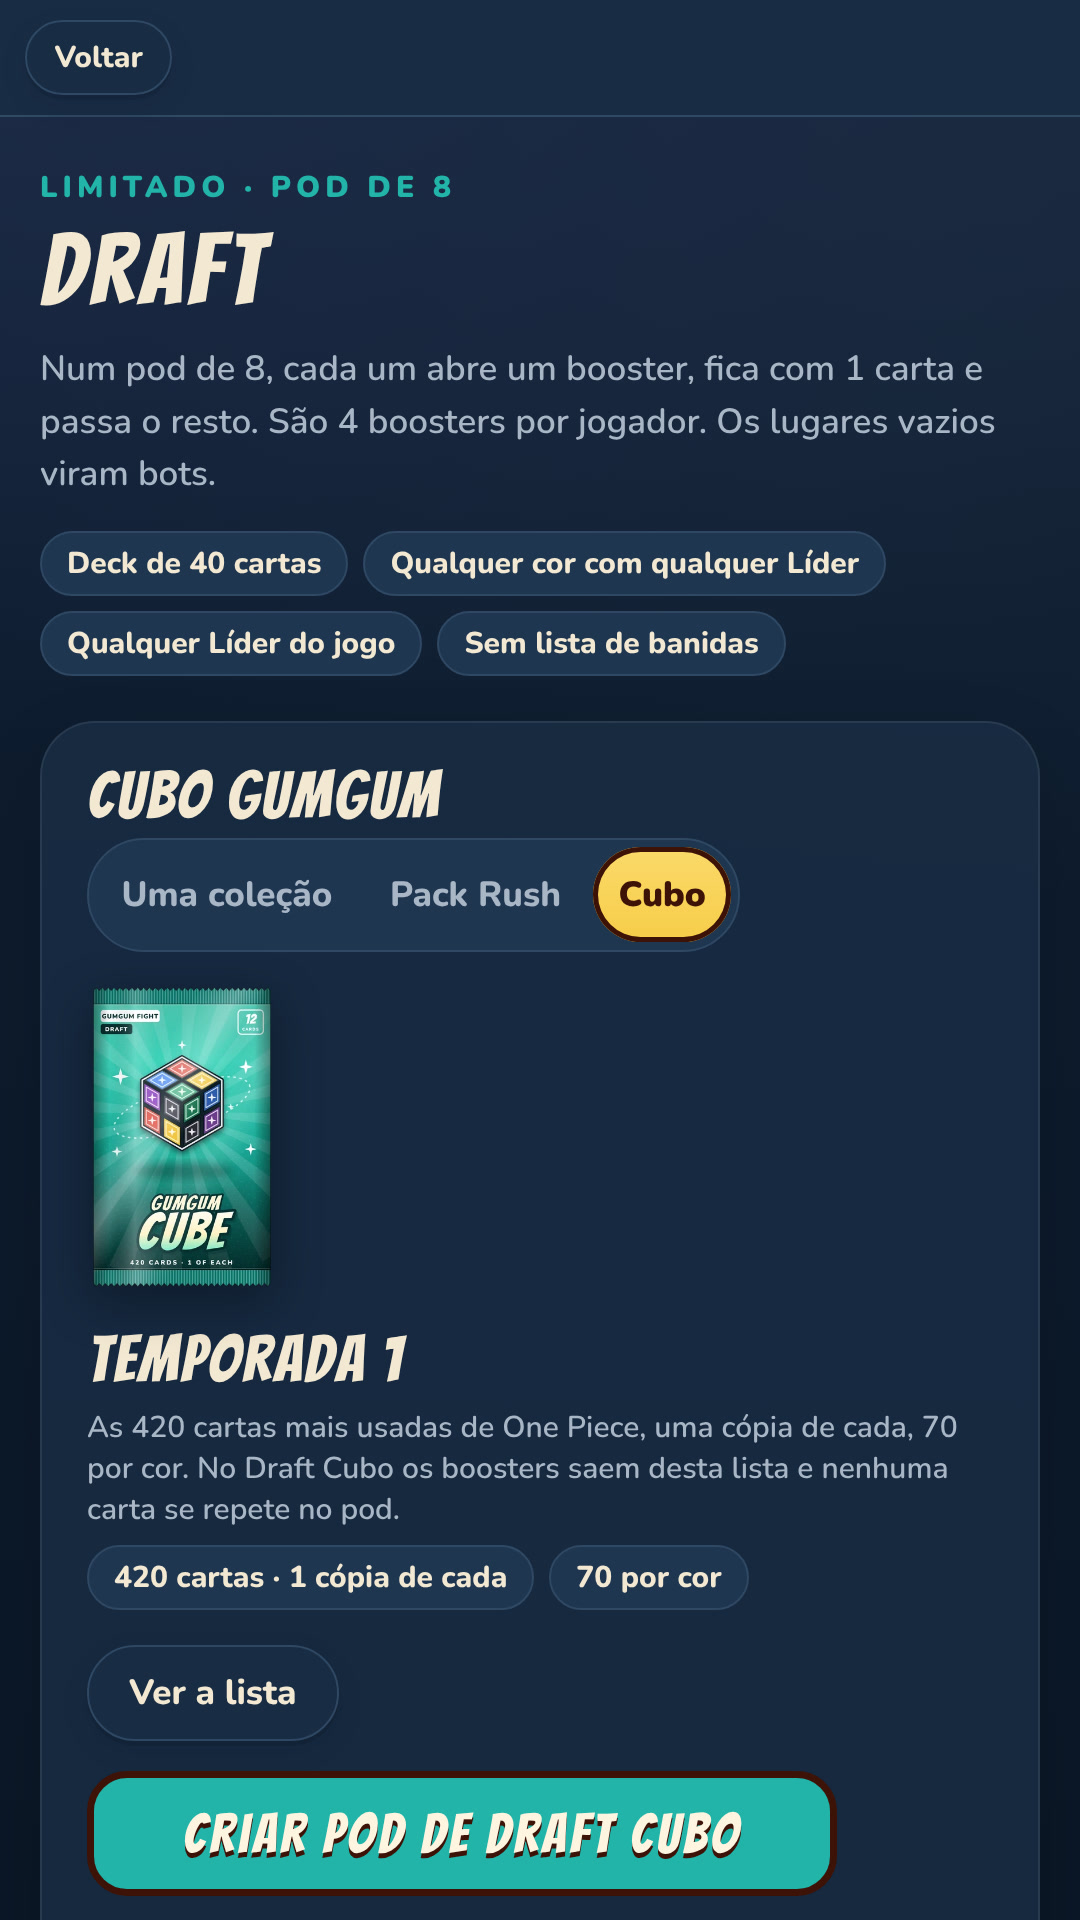 Voltar
LIMITADO · POD DE 8
DRAFT
Num pod de 8, cada um abre um booster, fica com 1 carta e
passa o resto. São 4 boosters por jogador. Os lugares vazios
viram bots.
Deck de 40 cartas
Qualquer cor com qualquer Líder
Qualquer Líder do jogo
Sem lista de banidas
CUBO GUMGUM
Uma coleção
Pack Rush
Cubo
GUMGUM FIGHT
DRAFT
12
CARDS
GUMGUM
CUBE
420 CARDS · 1 OF EACH
TEMPORADA 1
As 420 cartas mais usadas de One Piece, uma cópia de cada, 70
por cor. No Draft Cubo os boosters saem desta lista e nenhuma
carta se repete no pod.
420 cartas · 1 cópia de cada
70 por cor
Ver a lista
CRIAR POD DE DRAFT CUBO